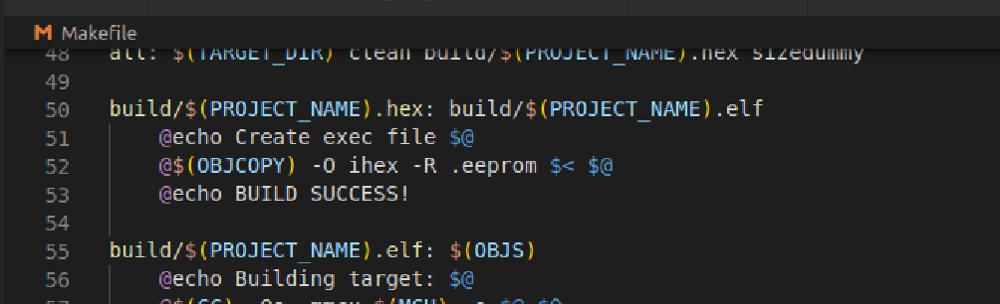 Makefile
48 all: $(TARGET_DIR) clean build/$(PROJECT_NAME).hex sizedummy
49
50 build/$(PROJECT_NAME).hex: build/$(PROJECT_NAME).elf
51 @echo Create exec file $@
52 @$(OBJCOPY) -O ihex -R .eeprom $< $@
53 @echo BUILD SUCCESS!
54
55 build/$(PROJECT_NAME).elf: $(OBJS)
56 @echo Building target: $@